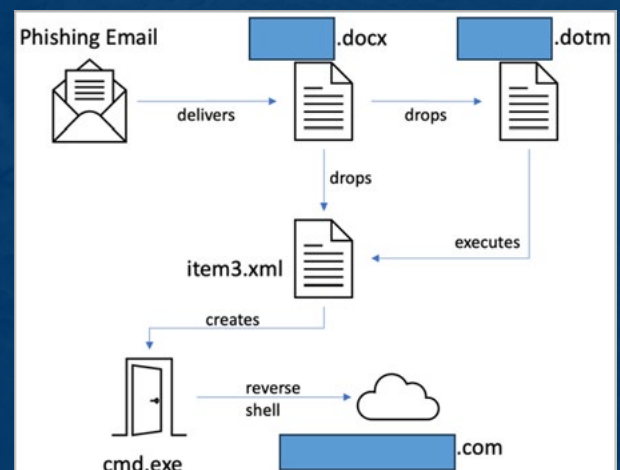 Phishing Email
.docx
.dotm
delivers
drops
drops
executes
item3.xml
creates
reverse
shell
.com
cmd.exe